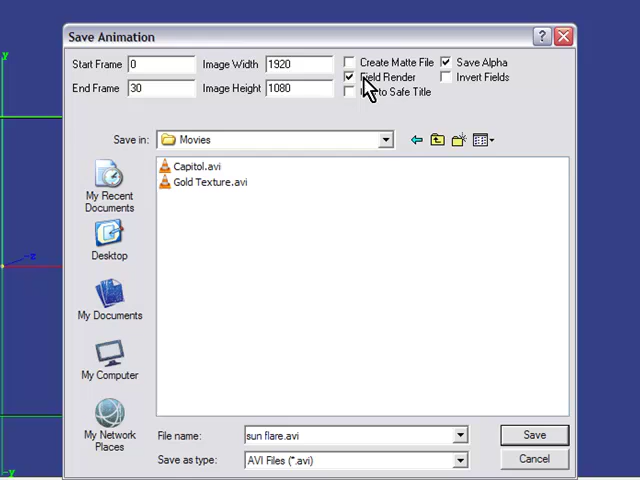 Save Animation
Start Frame 0 Image Width 1920 Create Matte File Save Alpha
Field Render Invert Fields
End Frame 30 Image Height 1080 to Safe Title
Save in: Movies
Capitol.avi
Gold Texture.avi
My Recent
Documents
Desktop
My Documents
My Computer
My Network
Places
File name: sun flare.avi Save
Save as type: AVI Files (*.avi) Cancel
y
-z
-y